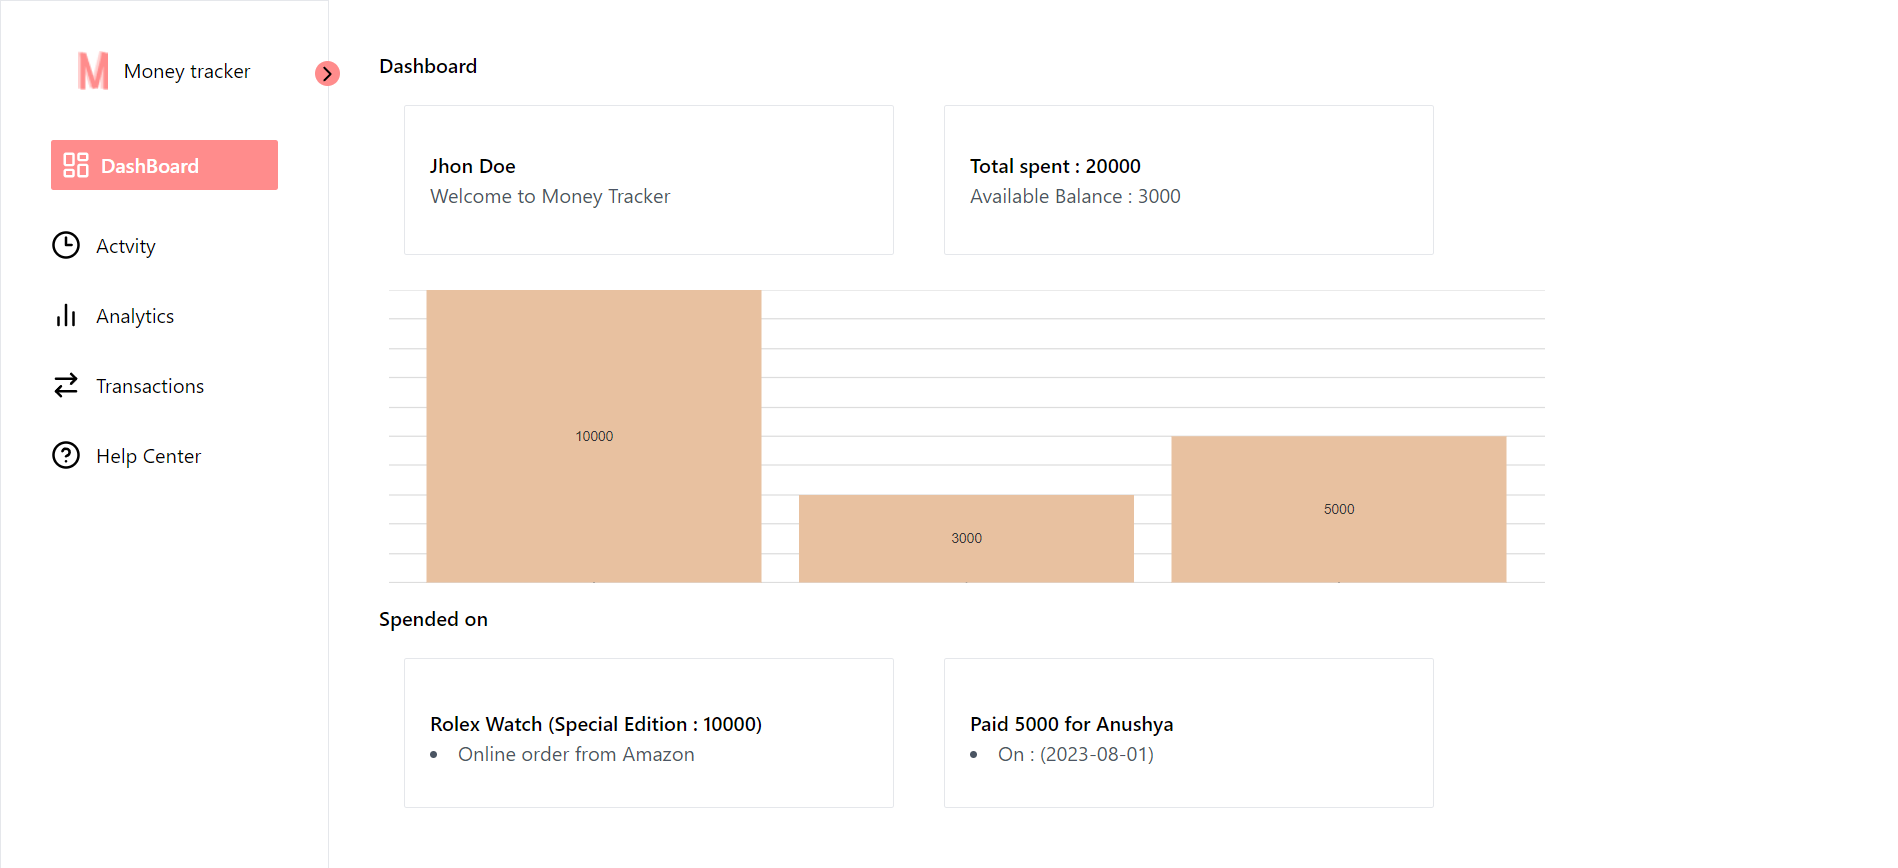 M Money tracker
DashBoard
Actvity
Analytics
Transactions
Help Center
Dashboard
Jhon Doe
Welcome to Money Tracker
Total spent : 20000
Available Balance : 3000
10000
3000
5000
Spended on
Rolex Watch (Special Edition : 10000)
• Online order from Amazon
Paid 5000 for Anushya
• On : (2023-08-01)